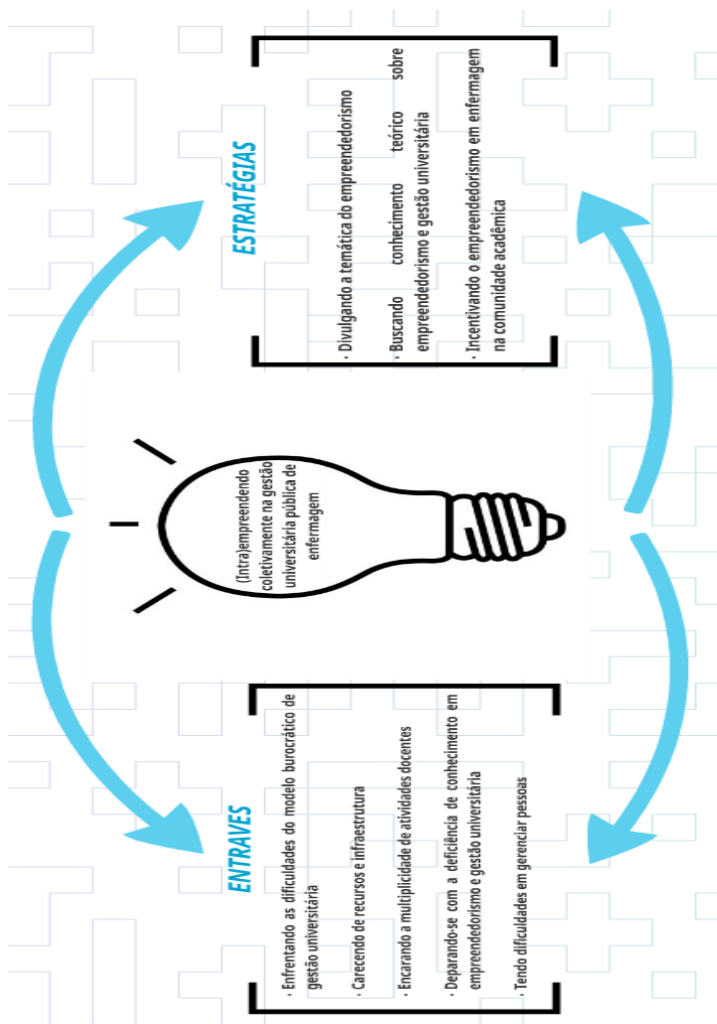 ENTRAVES
· Enfrentando as dificuldades do modelo burocrático de
gestão universitária
· Carecendo de recursos e infraestrutura
· Encarando a multiplicidade de atividades docentes
· Deparando-se com a deficiência de conhecimento em
empreendedorismo e gestão universitária
· Tendo dificuldades em gerenciar pessoas
(Intra)empreendendo
coletivamente na gestão
universitária pública de
enfermagem
ESTRATÉGIAS
· Divulgando a temática do empreendedorismo
· Buscando conhecimento teórico sobre
empreendedorismo e gestão universitária
· Incentivando o empreendedorismo em enfermagem
na comunidade acadêmica